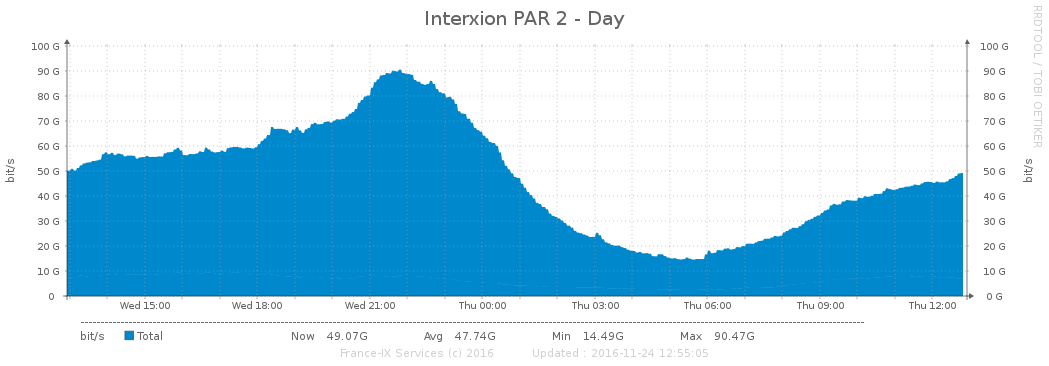 Interxion PAR 2 - Day
RRDTOOL / TOBI OETIKER
100 G 100 G
90 G 90 G
80 G 80 G
70 G 70 G
60 G 60 G
50 G 50 G
40 G 40 G
30 G 30 G
20 G 20 G
10 G 10 G
0 0 G
bit/s bit/s
Wed 15:00 Wed 18:00 Wed 21:00 Thu 00:00 Thu 03:00 Thu 06:00 Thu 09:00 Thu 12:00
bit/s Total Now 49.07G Avg 47.74G Min 14.49G Max 90.47G
France-IX Services (c) 2016 Updated : 2016-11-24 12:55:05